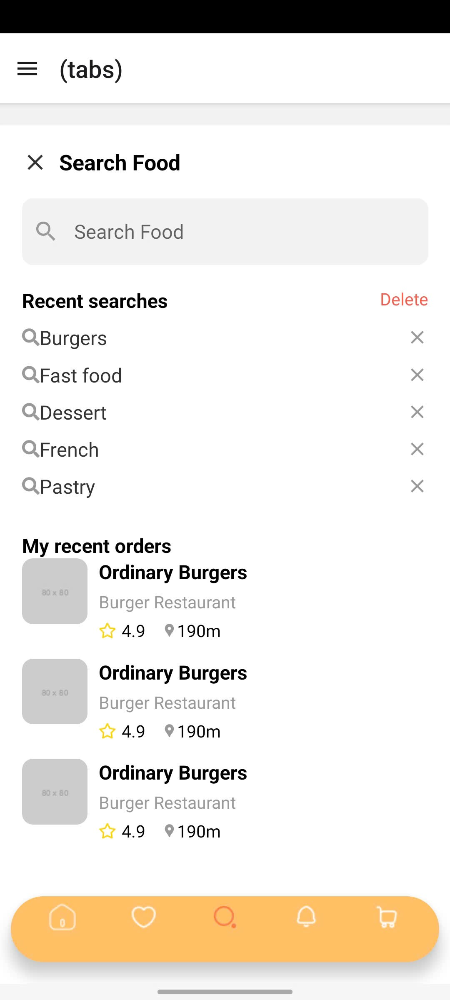 (tabs)
Search Food
Search Food
Recent searches
Delete
Burgers
Fast food
Dessert
French
Pastry
My recent orders
80 x 80
Ordinary Burgers
Burger Restaurant
4.9 190m
80 x 80
Ordinary Burgers
Burger Restaurant
4.9 190m
80 x 80
Ordinary Burgers
Burger Restaurant
4.9 190m